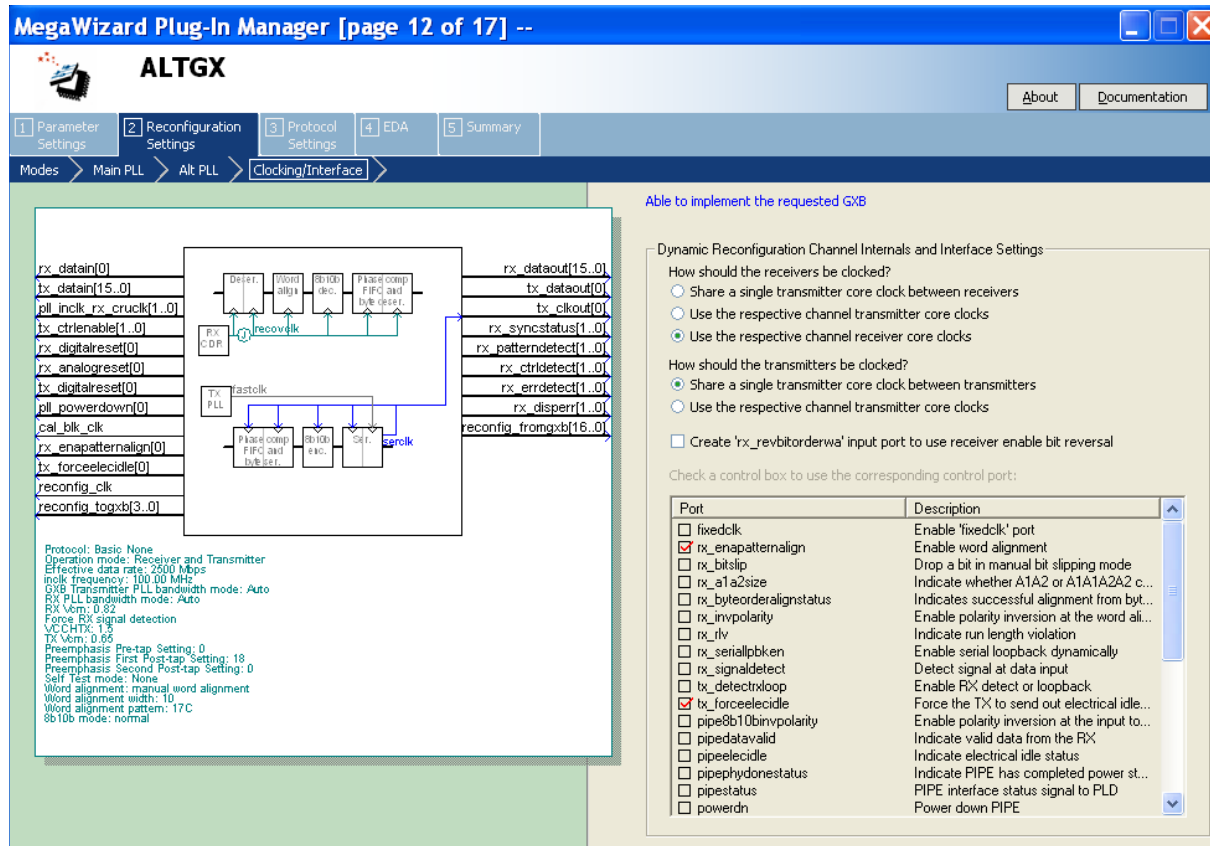 MegaWizard Plug-In Manager [page 12 of 17] --
ALTGX
About
Documentation
1 Parameter Settings
2 Reconfiguration Settings
3 Protocol Settings
4 EDA
5 Summary
Modes
Main PLL
Alt PLL
Clocking/Interface
rx_datain[0]
tx_datain[15..0]
pll_inclk_rx_cruclk[1..0]
tx_ctrlenable[1..0]
rx_digitalreset[0]
rx_analogreset[0]
tx_digitalreset[0]
pll_powerdown[0]
cal_blk_clk
rx_enapatternalign[0]
tx_forceelecidle[0]
reconfig_clk
reconfig_togxb[3..0]
Deser.
Word align
8b10b dec.
Phase comp FIFO and byte deser.
RX CDR
recovclk
TX PLL
fastclk
Phase comp FIFO and byte ser.
8b10b enc.
Ser.
serclk
rx_dataout[15..0]
tx_dataout[0]
tx_clkout[0]
rx_syncstatus[1..0]
rx_patterndetect[1..0]
rx_ctrldetect[1..0]
rx_errdetect[1..0]
rx_disperr[1..0]
reconfig_fromgxb[16..0]
Protocol: Basic None
Operation mode: Receiver and Transmitter
Effective data rate: 2500 Mbps
inclk frequency: 100.00 MHz
GXB Transmitter PLL bandwidth mode: Auto
RX PLL bandwidth mode: Auto
RX Vcm: 0.82
Force RX signal detection
VCCHTX: 1.5
TX Vcm: 0.65
Preemphasis Pre-tap Setting: 0
Preemphasis First Post-tap Setting: 18
Preemphasis Second Post-tap Setting: 0
Self Test mode: None
Word alignment: manual word alignment
Word alignment width: 10
Word alignment pattern: 17C
8b10b mode: normal
Able to implement the requested GXB
Dynamic Reconfiguration Channel Internals and Interface Settings
How should the receivers be clocked?
Share a single transmitter core clock between receivers
Use the respective channel transmitter core clocks
Use the respective channel receiver core clocks
How should the transmitters be clocked?
Share a single transmitter core clock between transmitters
Use the respective channel transmitter core clocks
Create 'rx_revbitorderwa' input port to use receiver enable bit reversal
Check a control box to use the corresponding control port:
Port Description
fixedclk Enable 'fixedclk' port
rx_enapatternalign Enable word alignment
rx_bitslip Drop a bit in manual bit slipping mode
rx_a1a2size Indicate whether A1A2 or A1A1A2A2 c...
rx_byteorderalignstatus Indicates successful alignment from byt...
rx_invpolarity Enable polarity inversion at the word ali...
rx_rlv Indicate run length violation
rx_seriallpbken Enable serial loopback dynamically
rx_signaldetect Detect signal at data input
tx_detectrxloop Enable RX detect or loopback
tx_forceelecidle Force the TX to send out electrical idle...
pipe8b10binvpolarity Enable polarity inversion at the input to...
pipedatavalid Indicate valid data from the RX
pipeelecidle Indicate electrical idle status
pipephydonestatus Indicate PIPE has completed power st...
pipestatus PIPE interface status signal to PLD
powerdn Power down PIPE